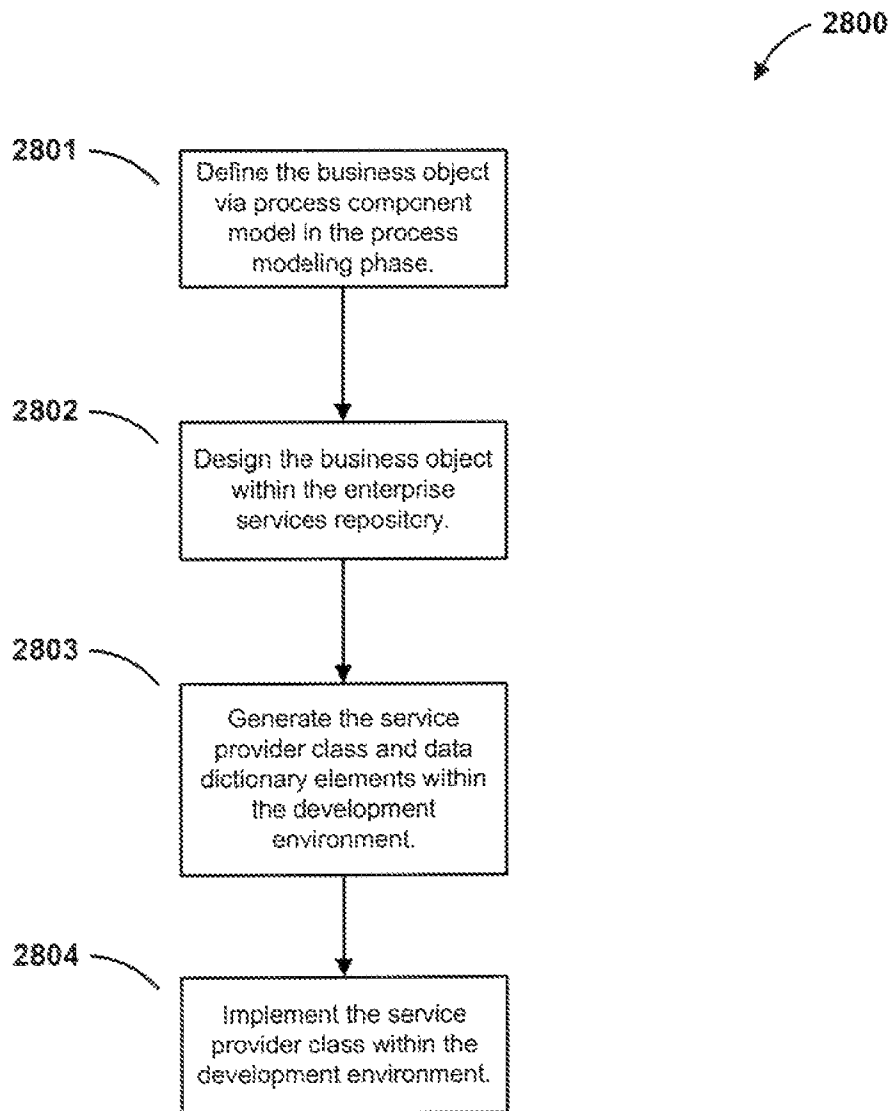 2800
2801
Define the business object
via process component
model in the process
modeling phase.
2802
Design the business object
within the enterprise
services repository.
2803
Generate the service
provider class and data
dictionary elements within
the development
environment.
2804
Implement the service
provider class within the
development environment.